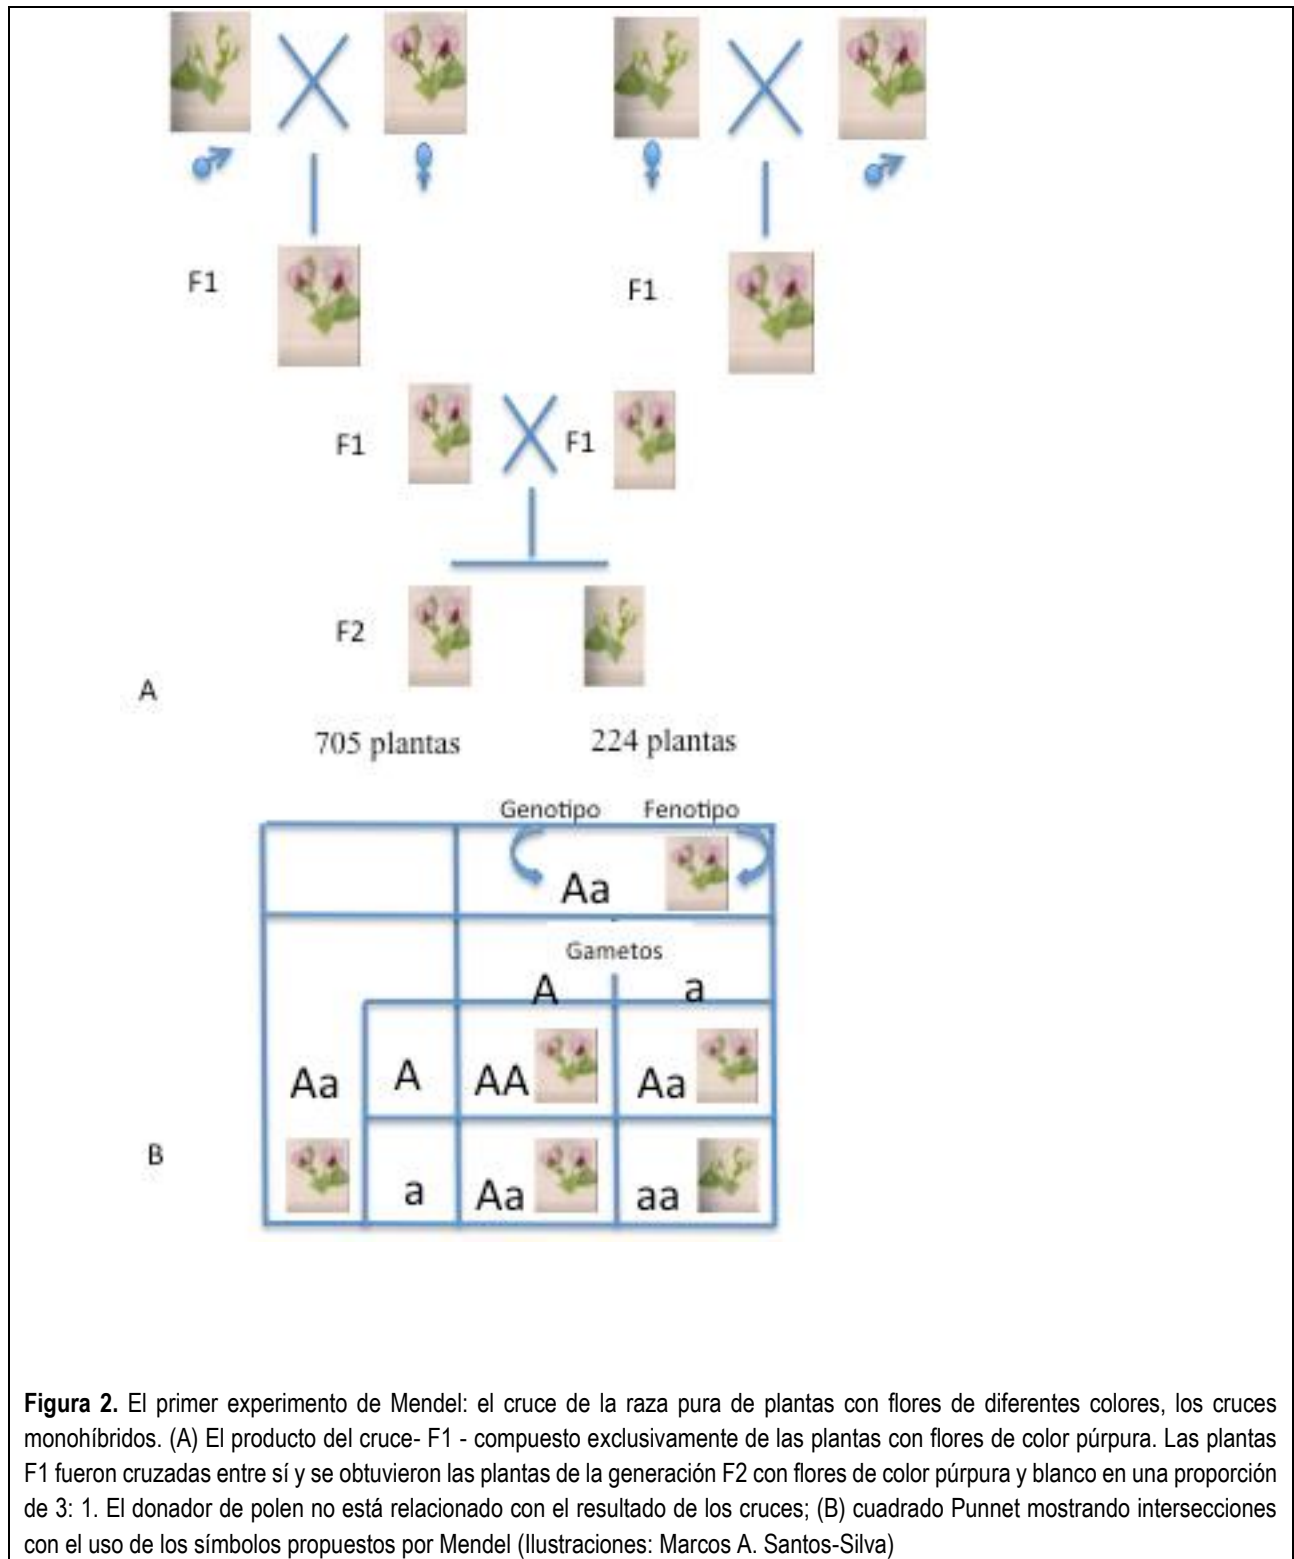 F1
F1
F1
F1
F2
A
705 plantas
224 plantas
Genotipo Fenotipo
Aa
Gametos
A a
Aa A AA Aa
B
a Aa aa
Figura 2. El primer experimento de Mendel: el cruce de la raza pura de plantas con flores de diferentes colores, los cruces
monohíbridos. (A) El producto del cruce- F1 - compuesto exclusivamente de las plantas con flores de color púrpura. Las plantas
F1 fueron cruzadas entre sí y se obtuvieron las plantas de la generación F2 con flores de color púrpura y blanco en una proporción
de 3: 1. El donador de polen no está relacionado con el resultado de los cruces; (B) cuadrado Punnet mostrando intersecciones
con el uso de los símbolos propuestos por Mendel (Ilustraciones: Marcos A. Santos-Silva)